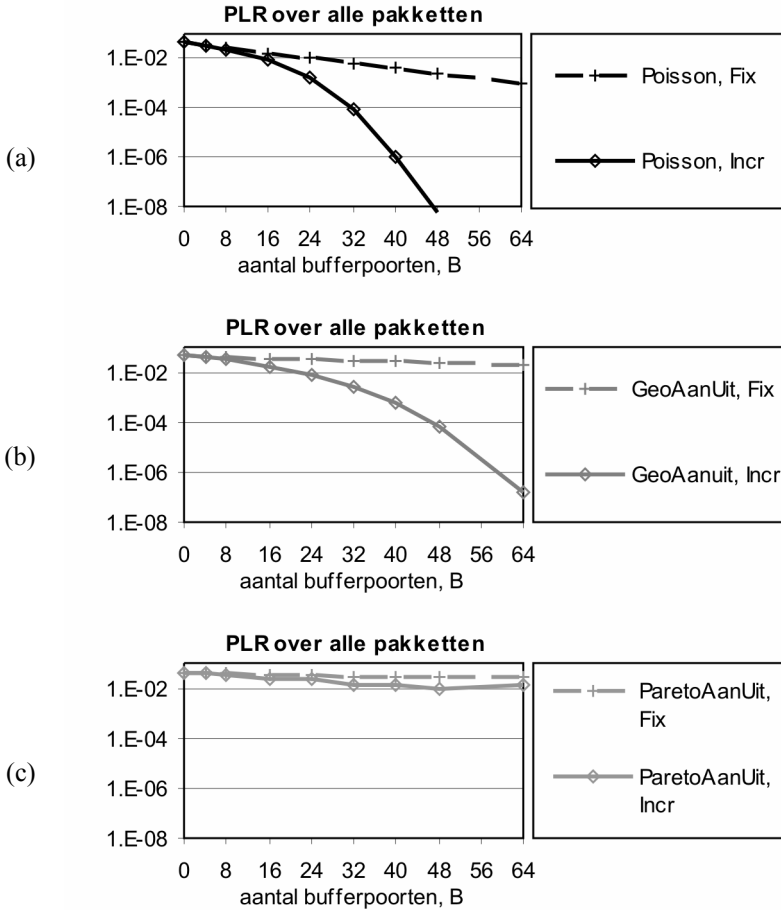 PLR over alle pakketten
(a)
1.E-02
1.E-04
1.E-06
1.E-08
0 8 16 24 32 40 48 56 64
aantal bufferpoorten, B
Poisson, Fix
Poisson, Incr
PLR over alle pakketten
(b)
1.E-02
1.E-04
1.E-06
1.E-08
0 8 16 24 32 40 48 56 64
aantal bufferpoorten, B
GeoAanUit, Fix
GeoAanuit, Incr
PLR over alle pakketten
(c)
1.E-02
1.E-04
1.E-06
1.E-08
0 8 16 24 32 40 48 56 64
aantal bufferpoorten, B
ParetoAanUit,
Fix
ParetoAanUit,
Incr